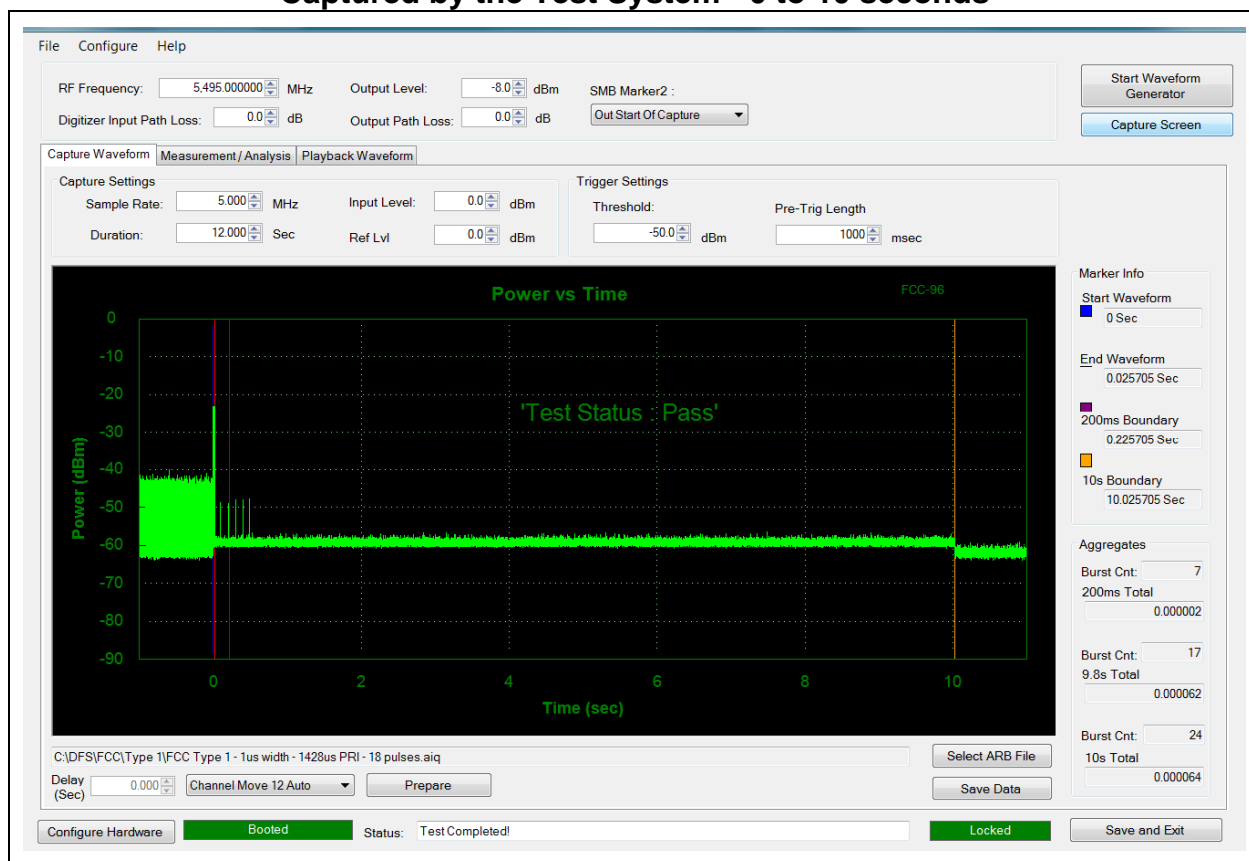 Captured by the Test System - 0 to 10 seconds
File Configure Help
RF Frequency: 5,495.000000 MHz Output Level: -8.0 dBm SMB Marker2 :
Digitizer Input Path Loss: 0.0 dB Output Path Loss: 0.0 dB Out Start Of Capture
Start Waveform Generator
Capture Screen
Capture Waveform Measurement / Analysis Playback Waveform
Capture Settings
Sample Rate: 5.000 MHz Input Level: 0.0 dBm
Duration: 12.000 Sec Ref Lvl 0.0 dBm
Trigger Settings
Threshold: Pre-Trig Length
-50.0 dBm 1000 msec
Power vs Time
FCC-96
'Test Status : Pass'
Power (dBm)
0
-10
-20
-30
-40
-50
-60
-70
-80
-90
0 2 4 6 8 10
Time (sec)
Marker Info
Start Waveform
0 Sec
End Waveform
0.025705 Sec
200ms Boundary
0.225705 Sec
10s Boundary
10.025705 Sec
Aggregates
Burst Cnt: 7
200ms Total
0.000002
Burst Cnt: 17
9.8s Total
0.000062
Burst Cnt: 24
10s Total
0.000064
C:\DFS\FCC\Type 1\FCC Type 1 - 1us width - 1428us PRI - 18 pulses.aiq
Select ARB File
Delay (Sec) 0.000 Channel Move 12 Auto Prepare
Save Data
Configure Hardware Booted Status: Test Completed! Locked Save and Exit